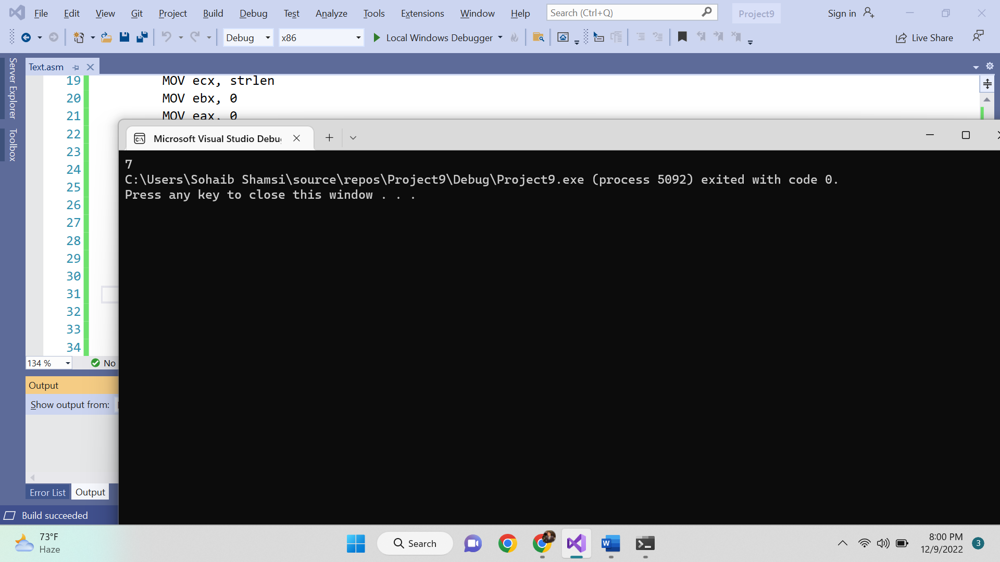 File Edit View Git Project Build Debug Test Analyze Tools Extensions Window Help Search (Ctrl+Q) Project9 Sign in
Debug x86 Local Windows Debugger Live Share
Server Explorer
Toolbox
Text.asm
19 MOV ecx, strlen
20 MOV ebx, 0
21 MOV eax, 0
22
23
24
25
26
27
28
29
30
31
32
33
34
Microsoft Visual Studio Debug
7
C:\Users\Sohaib Shamsi\source\repos\Project9\Debug\Project9.exe (process 5092) exited with code 0.
Press any key to close this window . . .
134 % No
Output
Show output from:
Error List Output
Build succeeded
73°F
Haze
Search
8:00 PM
12/9/2022
3